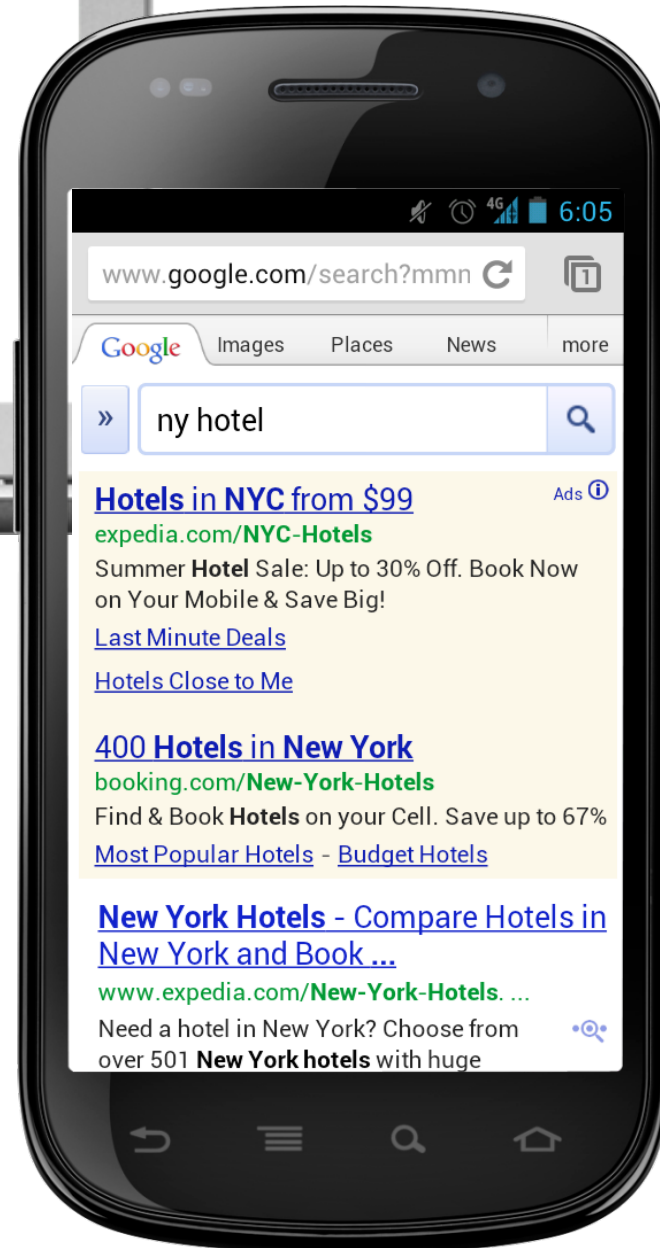 4G 6:05
www.google.com/search?mmn 1
Google Images Places News more
» ny hotel
Hotels in NYC from $99 Ads
expedia.com/NYC-Hotels
Summer Hotel Sale: Up to 30% Off. Book Now
on Your Mobile & Save Big!
Last Minute Deals
Hotels Close to Me
400 Hotels in New York
booking.com/New-York-Hotels
Find & Book Hotels on your Cell. Save up to 67%
Most Popular Hotels - Budget Hotels
New York Hotels - Compare Hotels in
New York and Book ...
www.expedia.com/New-York-Hotels. ...
Need a hotel in New York? Choose from
over 501 New York hotels with huge